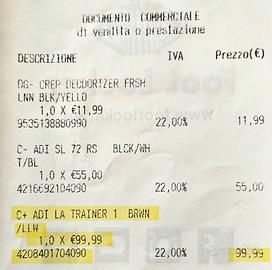 DOCUMENTO COMMERCIALE
di vendita o prestazione
DESCRIZIONE IVA Prezzo(€)
DG- CREP DEODORIZER FRSH
LNN BLK/YELLO
1,0 X €11,99
9535138880990 22,00% 11,99
C- ADI SL 72 RS BLCK/WH
T/BL
1,0 X €55,00
4216692104090 22,00% 55,00
C+ ADI LA TRAINER 1 BRWN
/LLW
1,0 X €99,99
4208401704090 22,00% 99,99